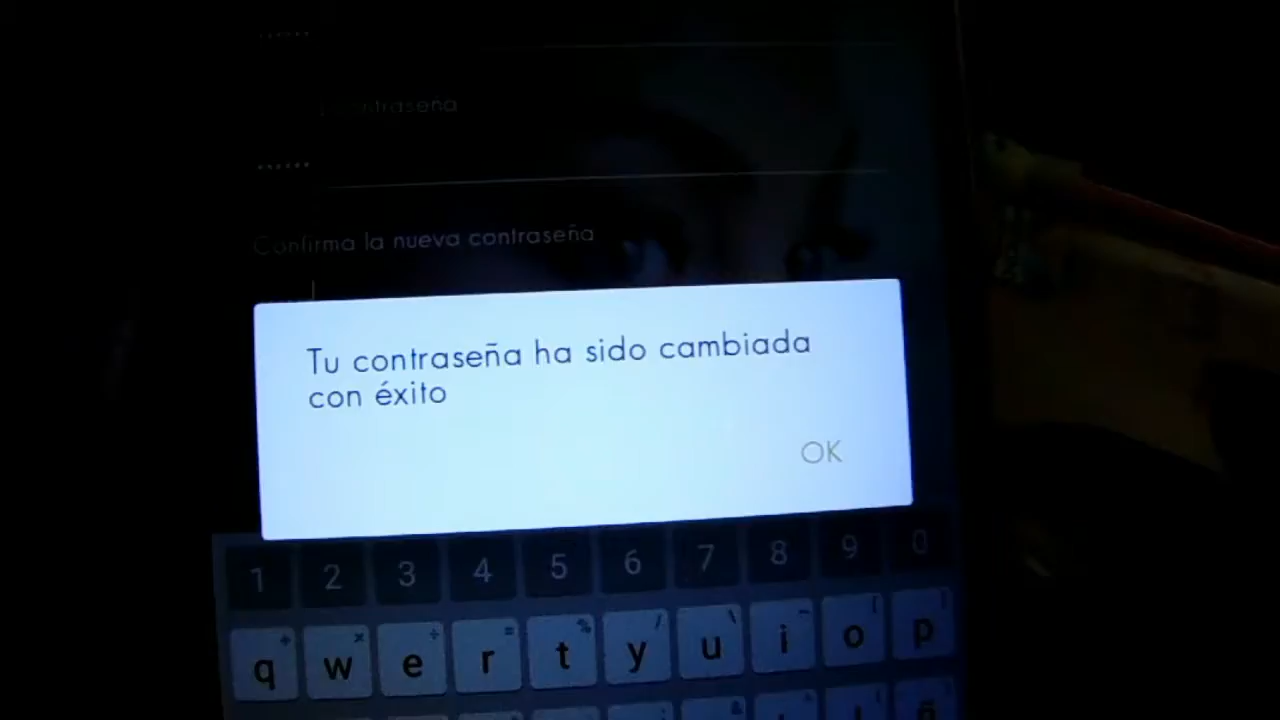 contraseña
Confirma la nueva contraseña
Tu contraseña ha sido cambiada
con éxito
OK
1 2 3 4 5 6 7 8 9 0
+ × ÷ = % / \ ~ [ ]
q w e r t y u i o p
ñ